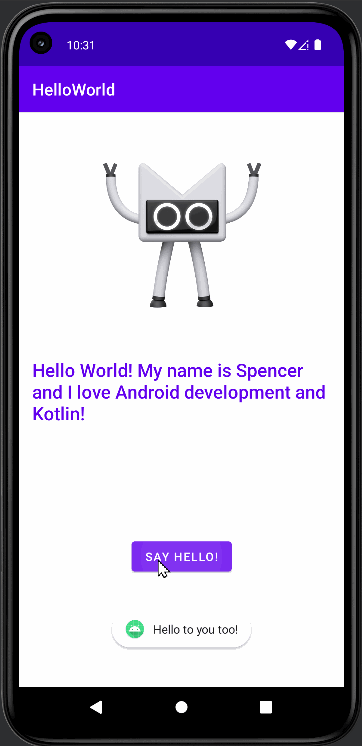 10:31
HelloWorld
Hello World! My name is Spencer
and I love Android development and
Kotlin!
SAY HELLO!
Hello to you too!